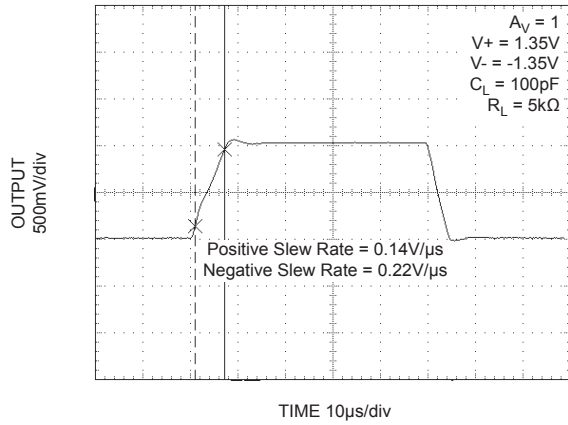 A_V = 1
V+ = 1.35V
V- = -1.35V
C_L = 100pF
R_L = 5kΩ
OUTPUT
500mV/div
Positive Slew Rate = 0.14V/µs
Negative Slew Rate = 0.22V/µs
TIME 10µs/div